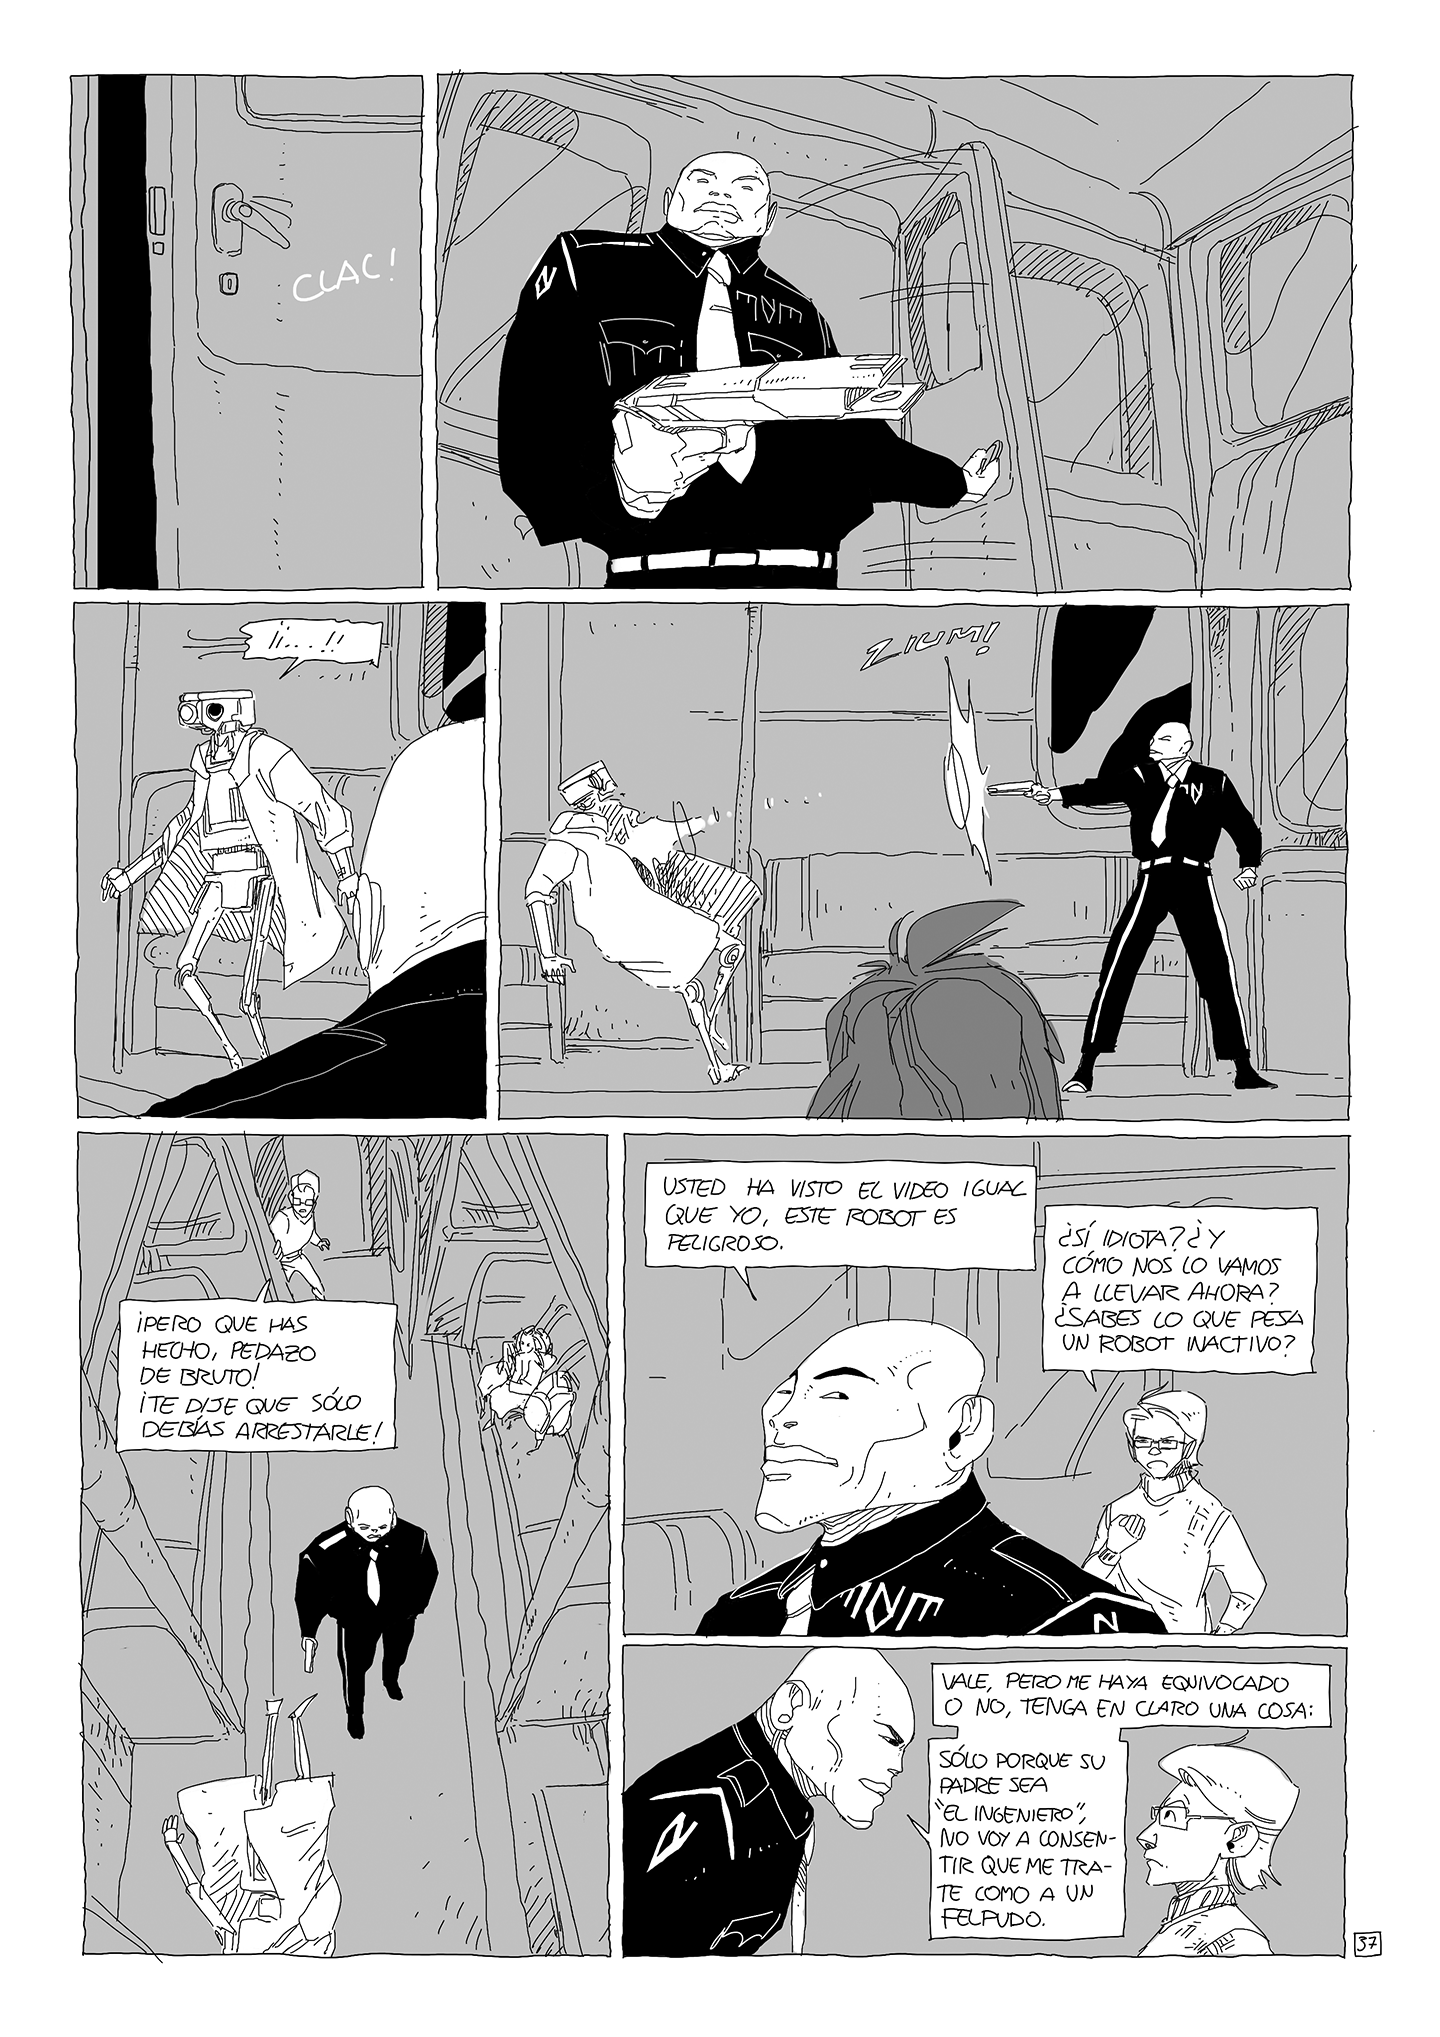 CLAC!
N
li...!!
ZIUM!
N
¡PERO QUE HAS
HECHO, PEDAZO
DE BRUTO!
¡TE DIJE QUE SÓLO
DEBÍAS ARRESTARLE!
USTED HA VISTO EL VIDEO IGUAL
QUE YO, ESTE ROBOT ES
PELIGROSO.
¿SÍ IDIOTA? ¿Y
CÓMO NOS LO VAMOS
A LLEVAR AHORA?
¿SABES LO QUE PESA
UN ROBOT INACTIVO?
N
VALE, PERO ME HAYA EQUIVOCADO
O NO, TENGA EN CLARO UNA COSA:
SÓLO PORQUE SU
PADRE SEA
"EL INGENIERO",
NO VOY A CONSEN-
TIR QUE ME TRA-
TE COMO A UN
FELPUDO.
N
37